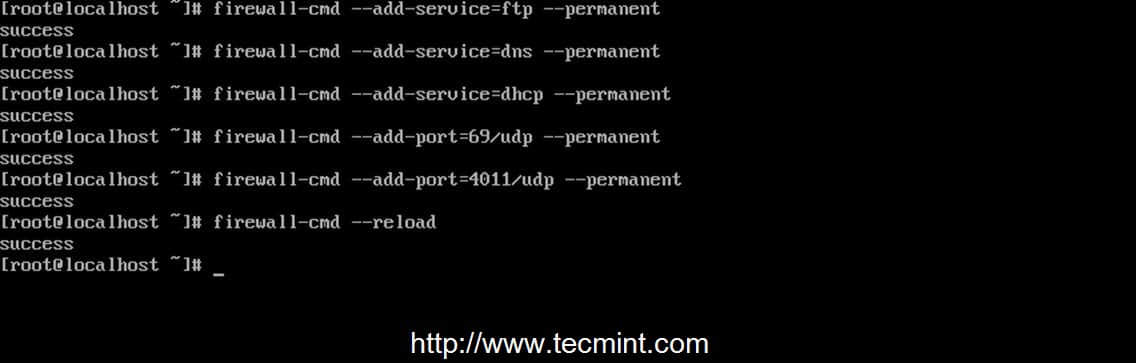 [root@localhost ~]# firewall-cmd --add-service=ftp --permanent
success
[root@localhost ~]# firewall-cmd --add-service=dns --permanent
success
[root@localhost ~]# firewall-cmd --add-service=dhcp --permanent
success
[root@localhost ~]# firewall-cmd --add-port=69/udp --permanent
success
[root@localhost ~]# firewall-cmd --add-port=4011/udp --permanent
success
[root@localhost ~]# firewall-cmd --reload
success
[root@localhost ~]# _
http://www.tecmint.com